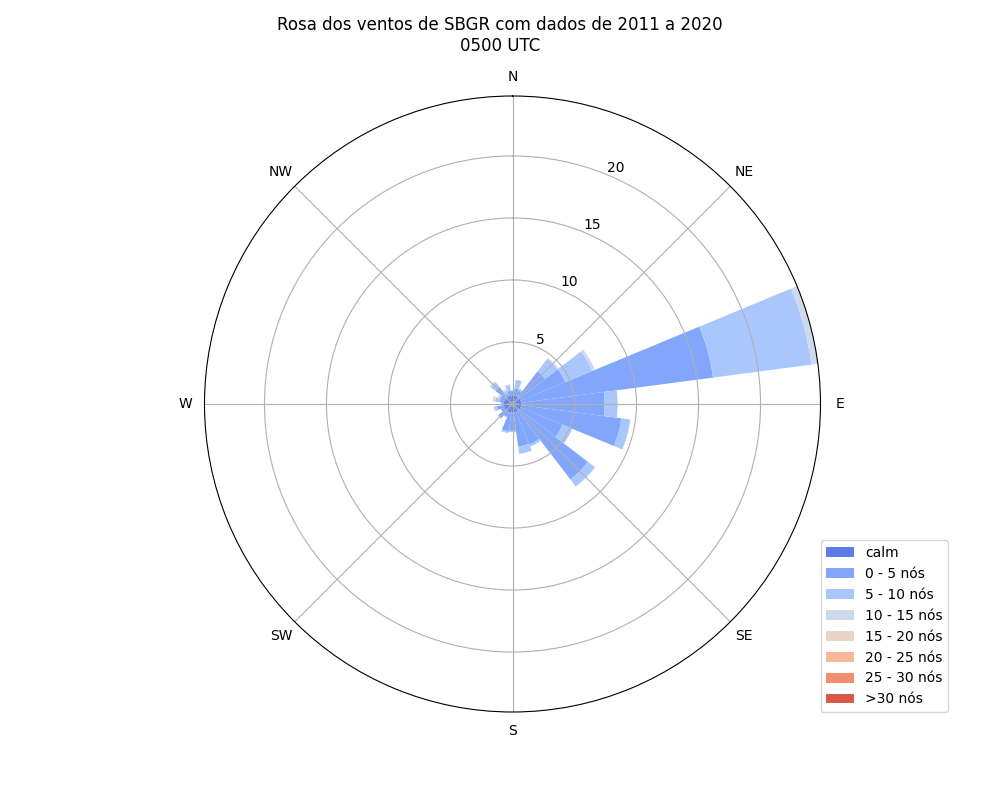 Rosa dos ventos de SBGR com dados de 2011 a 2020
0500 UTC
N
NW
NE
20
15
10
5
W
E
SW
SE
S
calm
0 - 5 nós
5 - 10 nós
10 - 15 nós
15 - 20 nós
20 - 25 nós
25 - 30 nós
>30 nós